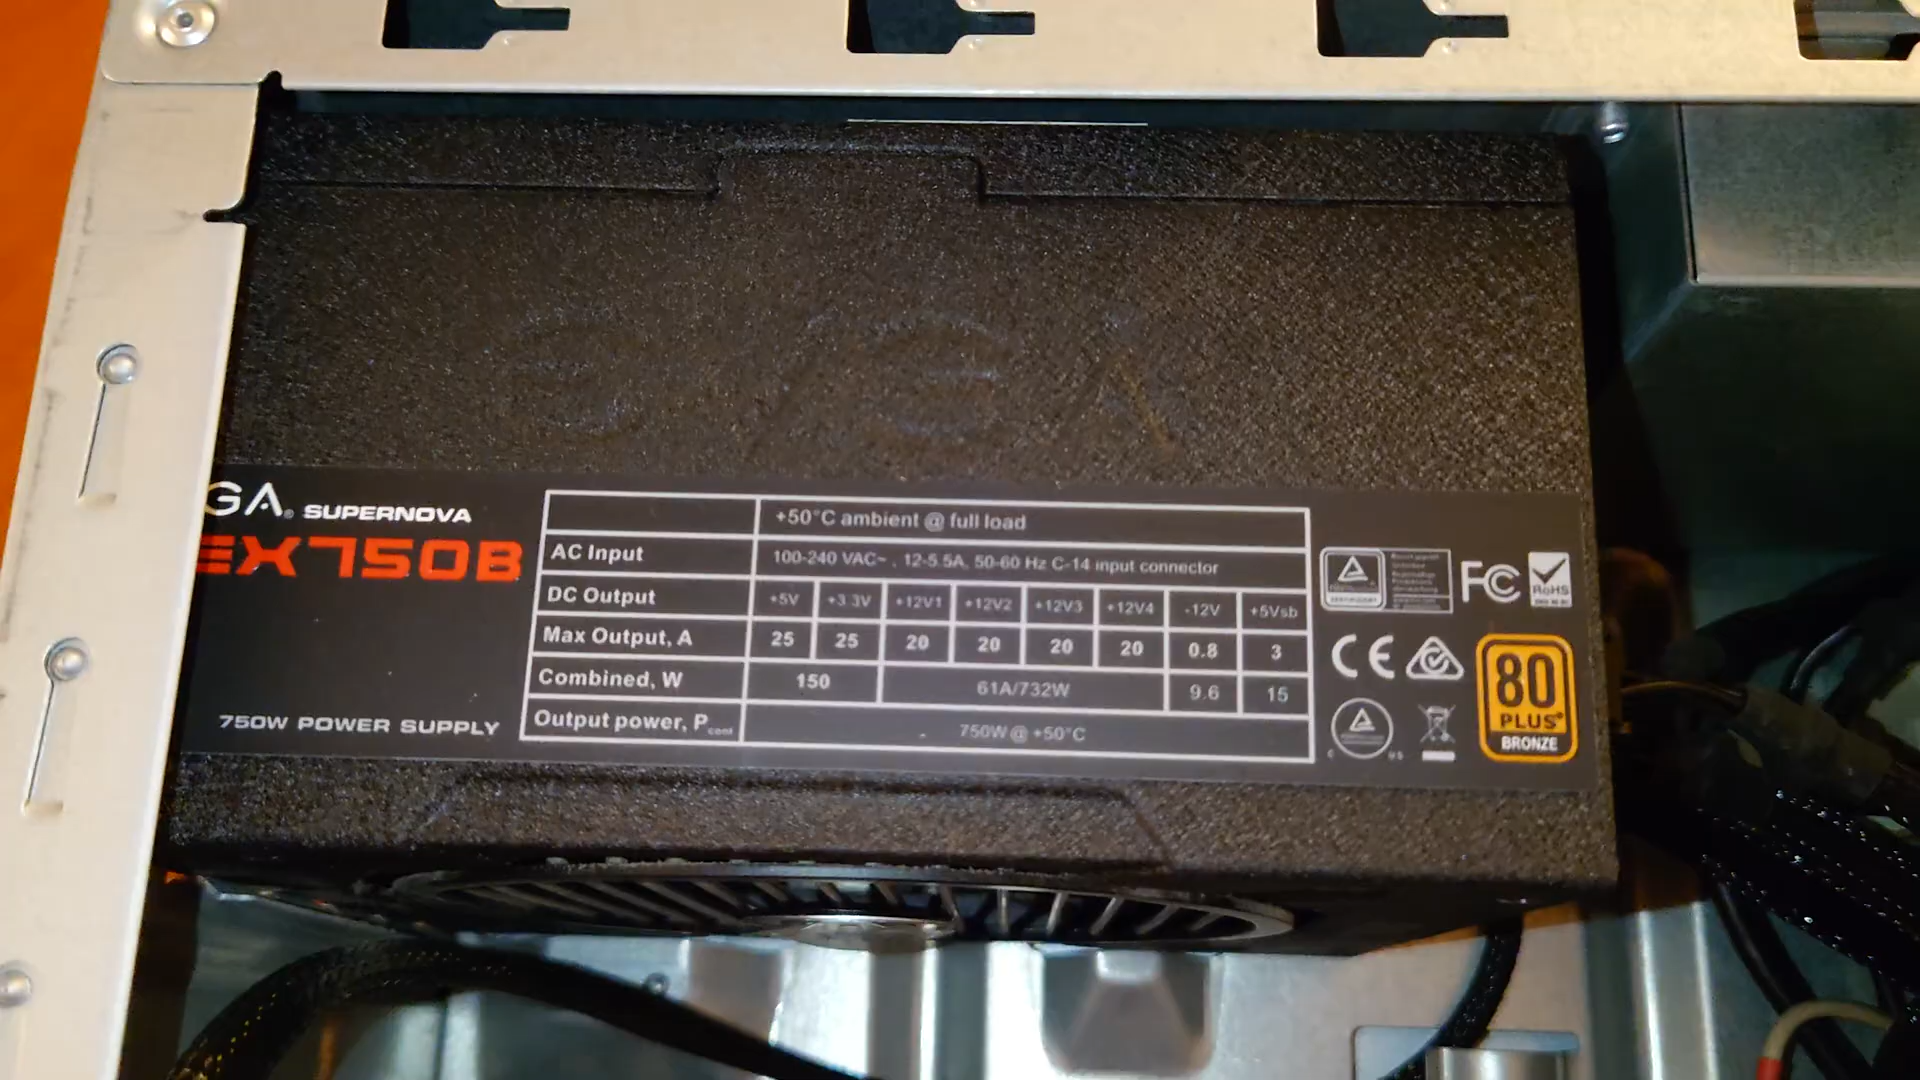 GA® SUPERNOVA
EX750B
750W POWER SUPPLY
+50°C ambient @ full load
AC Input 100-240 VAC~ , 12-5.5A, 50-60 Hz C-14 input connector
DC Output +5V +3.3V +12V1 +12V2 +12V3 +12V4 -12V +5Vsb
Max Output, A 25 25 20 20 20 20 0.8 3
Combined, W 150 61A/732W 9.6 15
Output power, Pcont 750W @ +50°C
FC
RoHS
CE
80
PLUS®
BRONZE
C US
EVGA